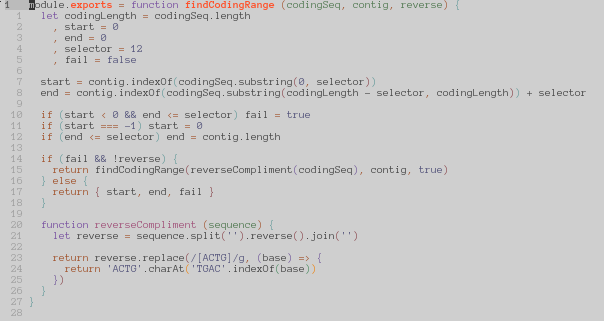 1 module.exports = function findCodingRange (codingSeq, contig, reverse) {
1 let codingLength = codingSeq.length
2 , start = 0
3 , end = 0
4 , selector = 12
5 , fail = false
6
7 start = contig.indexOf(codingSeq.substring(0, selector))
8 end = contig.indexOf(codingSeq.substring(codingLength - selector, codingLength)) + selector
9
10 if (start < 0 && end <= selector) fail = true
11 if (start === -1) start = 0
12 if (end <= selector) end = contig.length
13
14 if (fail && !reverse) {
15 return findCodingRange(reverseCompliment(codingSeq), contig, true)
16 } else {
17 return { start, end, fail }
18 }
19
20 function reverseCompliment (sequence) {
21 let reverse = sequence.split('').reverse().join('')
22
23 return reverse.replace(/[ACTG]/g, (base) => {
24 return 'ACTG'.charAt('TGAC'.indexOf(base))
25 })
26 }
27 }
28